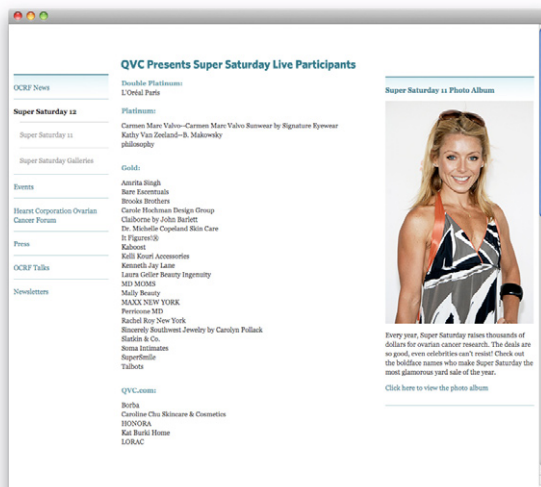 QVC Presents Super Saturday Live Participants
OCRF News
Super Saturday 12
Super Saturday 11
Super Saturday Galleries
Events
Hearst Corporation Ovarian
Cancer Forum
Press
OCRF Talks
Newsletters
Double Platinum:
L'Oréal Paris
Platinum:
Carmen Marc Valvo--Carmen Marc Valvo Sunwear by Signature Eyewear
Kathy Van Zeeland--B. Makowsky
philosophy
Gold:
Amrita Singh
Bare Escentuals
Brooks Brothers
Carole Hochman Design Group
Claiborne by John Bartlett
Dr. Michelle Copeland Skin Care
It Figures!®
Kaboost
Kelli Kouri Accessories
Kenneth Jay Lane
Laura Geller Beauty Ingenuity
MD MOMS
Mally Beauty
MAXX NEW YORK
Perricone MD
Rachel Roy New York
Sincerely Southwest Jewelry by Carolyn Pollack
Slatkin & Co.
Soma Intimates
SuperSmile
Talbots
QVC.com:
Borba
Caroline Chu Skincare & Cosmetics
HONORA
Kat Burki Home
LORAC
Super Saturday 11 Photo Album
Every year, Super Saturday raises thousands of
dollars for ovarian cancer research. The deals are
so good, even celebrities can't resist! Check out
the boldface names who make Super Saturday the
most glamorous yard sale of the year.
Click here to view the photo album